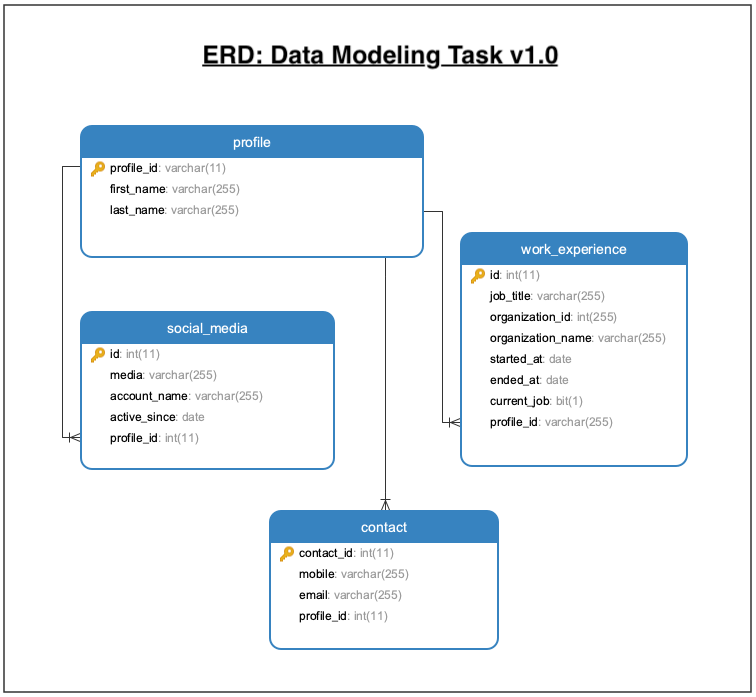 ERD: Data Modeling Task v1.0
profile
profile_id: varchar(11)
first_name: varchar(255)
last_name: varchar(255)
work_experience
id: int(11)
job_title: varchar(255)
organization_id: int(255)
organization_name: varchar(255)
started_at: date
ended_at: date
current_job: bit(1)
profile_id: varchar(255)
social_media
id: int(11)
media: varchar(255)
account_name: varchar(255)
active_since: date
profile_id: int(11)
contact
contact_id: int(11)
mobile: varchar(255)
email: varchar(255)
profile_id: int(11)